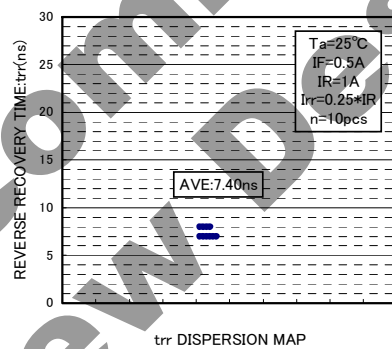 30
25
20
15
10
5
0
REVERSE RECOVERY TIME:trr(ns)
Ta=25℃
IF=0.5A
IR=1A
Irr=0.25*IR
n=10pcs
AVE:7.40ns
trr DISPERSION MAP